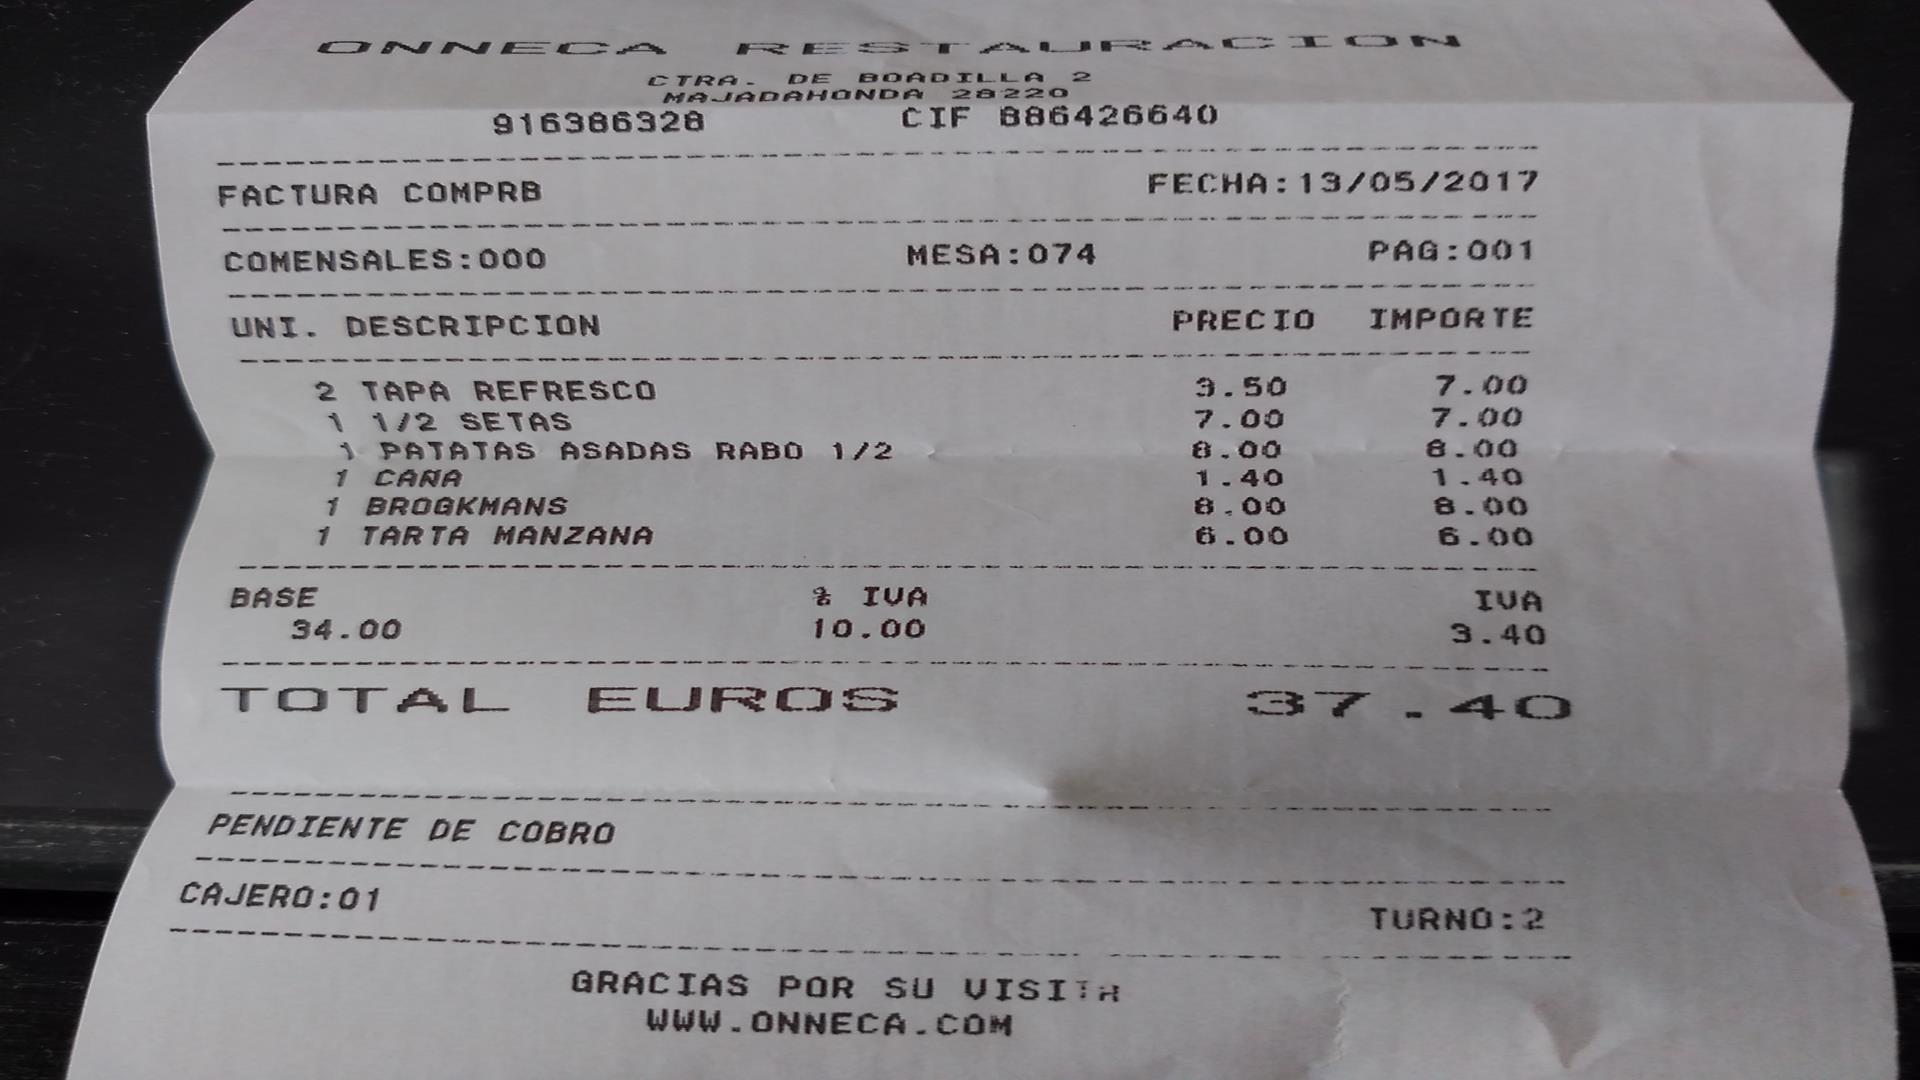 ONNECA RESTAURACION
CTRA. DE BOADILLA 2
MAJADAHONDA 28220
916386328 CIF B86426640
FACTURA COMPRB FECHA:13/05/2017
COMENSALES:000 MESA:074 PAG:001
UNI. DESCRIPCION PRECIO IMPORTE
2 TAPA REFRESCO 3.50 7.00
1 1/2 SETAS 7.00 7.00
1 PATATAS ASADAS RABO 1/2 8.00 8.00
1 CAÑA 1.40 1.40
1 BROGKMANS 8.00 8.00
1 TARTA MANZANA 6.00 6.00
BASE % IVA IVA
34.00 10.00 3.40
TOTAL EUROS 37.40
PENDIENTE DE COBRO
CAJERO:01 TURNO:2
GRACIAS POR SU VISITA
WWW.ONNECA.COM